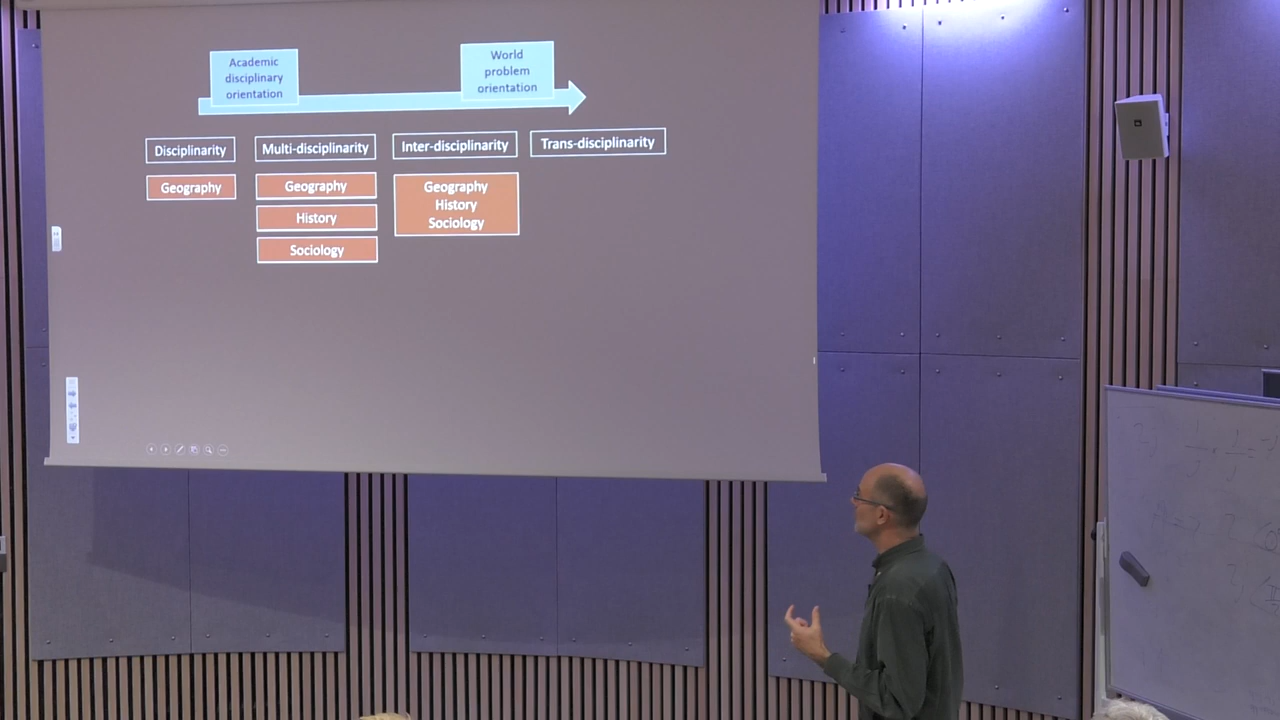 Academic
disciplinary
orientation
World
problem
orientation
Disciplinarity
Multi-disciplinarity
Inter-disciplinarity
Trans-disciplinarity
Geography
Geography
History
Sociology
Geography
History
Sociology